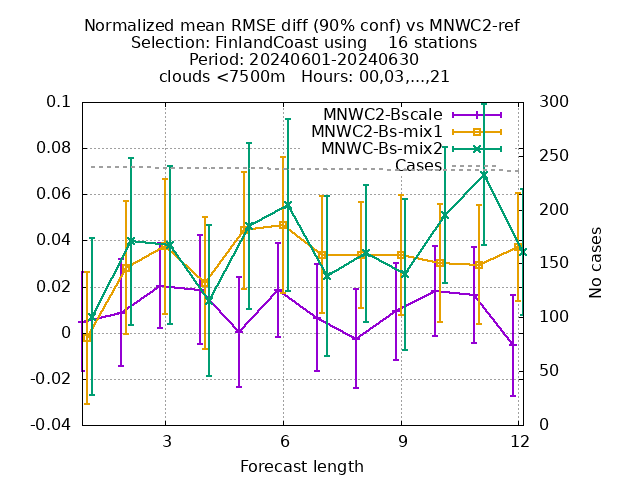 Normalized mean RMSE diff (90% conf) vs MNWC2-ref
Selection: FinlandCoast using    16 stations
Period: 20240601-20240630
clouds <7500m   Hours: 00,03,...,21
MNWC2-Bscale
MNWC2-Bs-mix1
MNWC-Bs-mix2
Cases
0.1
0.08
0.06
0.04
0.02
0
-0.02
-0.04
300
250
200
150
100
50
0
No cases
3
6
9
12
Forecast length